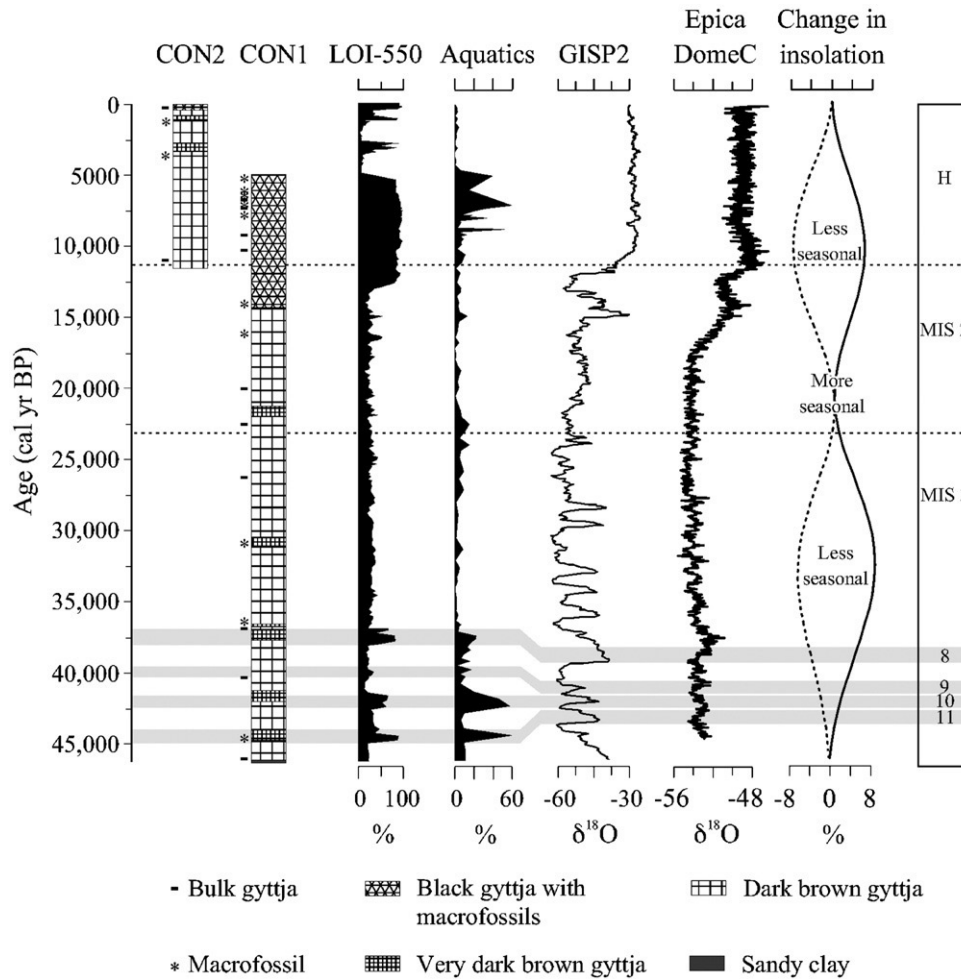 Epica Change in
CON2 CON1 LOI-550 Aquatics GISP2 DomeC insolation
0
5000
10,000
15,000
20,000
25,000
30,000
35,000
40,000
45,000
Age (cal yr BP)
Less
seasonal
More
seasonal
Less
seasonal
H
MIS
MIS
8
9
10
11
0 100 0 60 -60 -30 -56 -48 -8 0 8
% % δ¹⁸O δ¹⁸O %
- Bulk gyttja
Black gyttja with
macrofossils
Dark brown gyttja
* Macrofossil
Very dark brown gyttja
Sandy clay